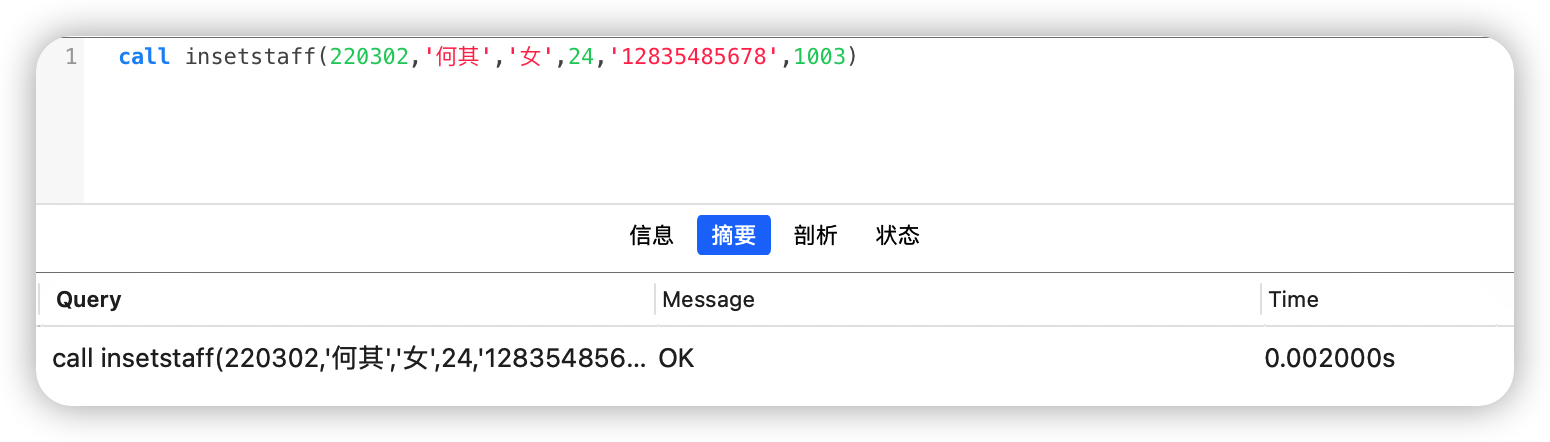 1 call insetstaff(220302,'何其','女',24,'12835485678',1003)
信息 摘要 剖析 状态
Query Message Time
call insetstaff(220302,'何其','女',24,'128354856... OK 0.002000s